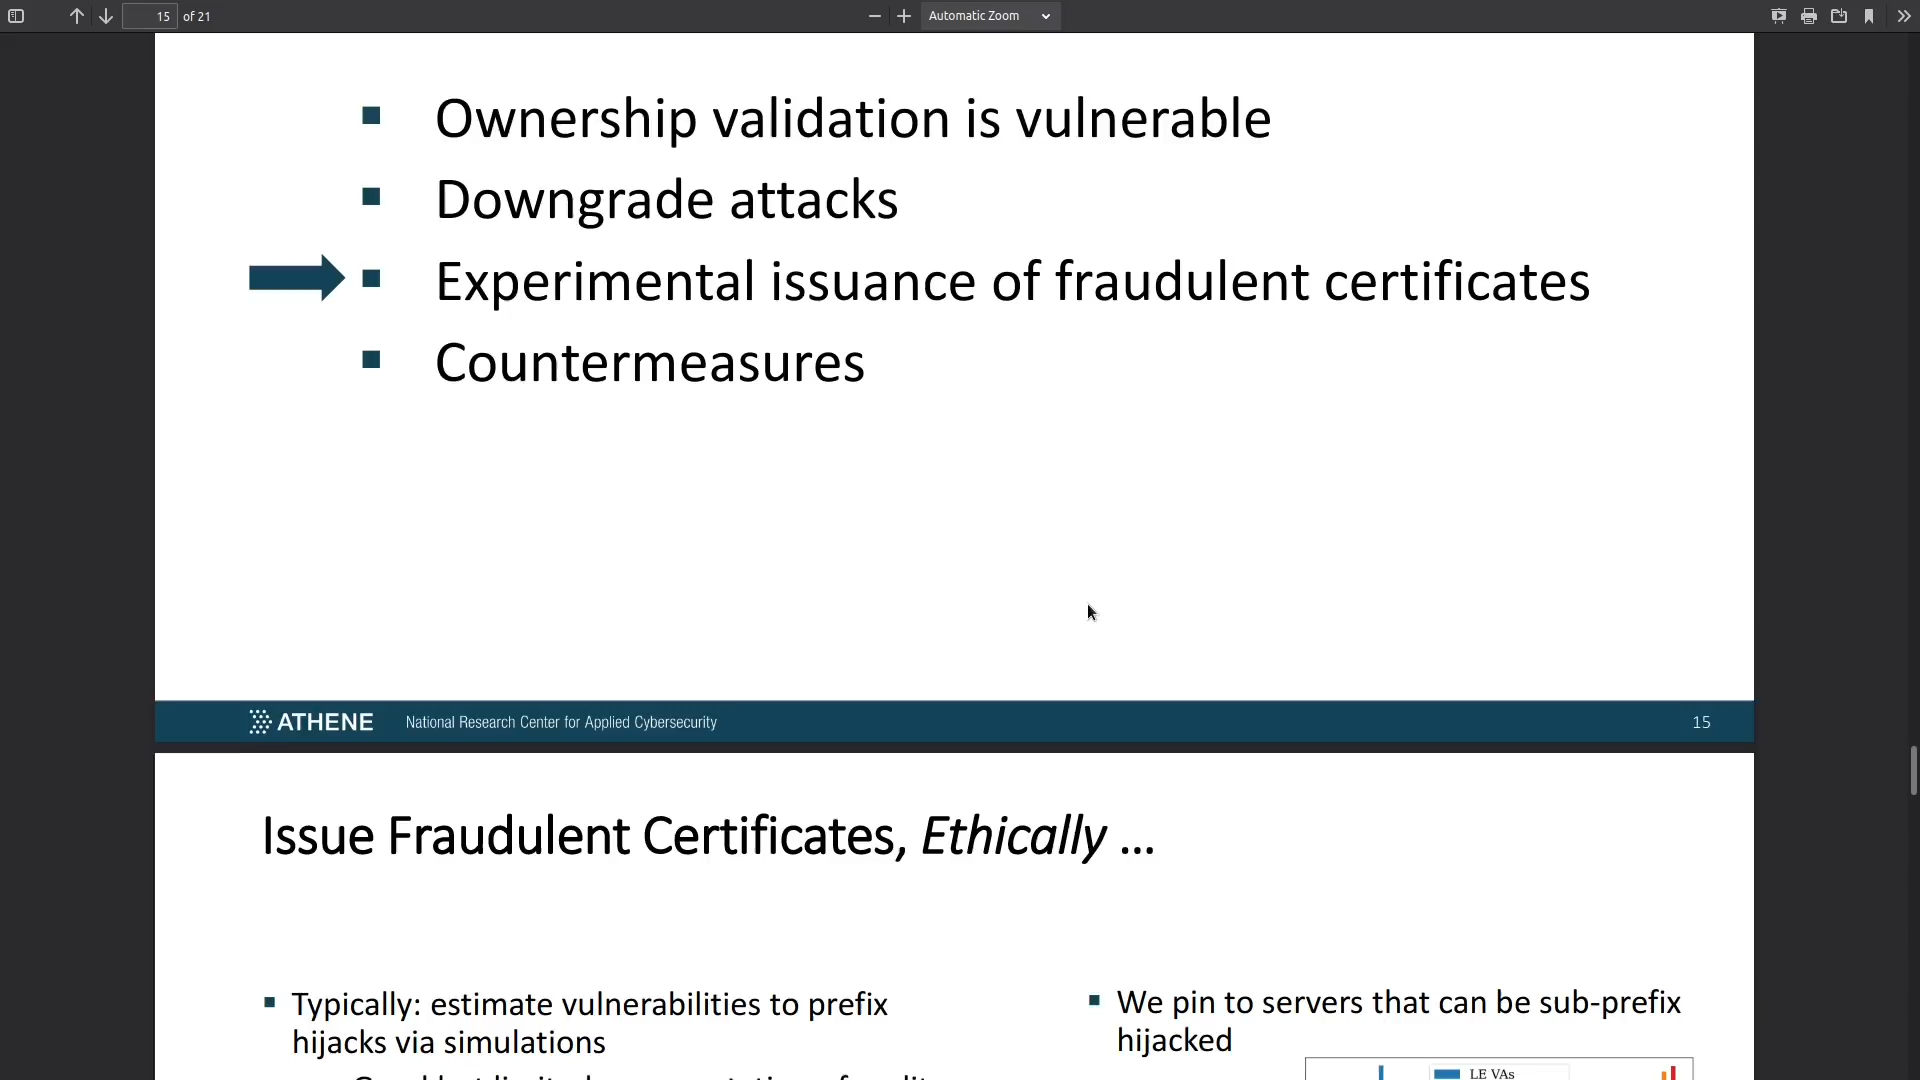 15 of 21
Automatic Zoom
Ownership validation is vulnerable
Downgrade attacks
Experimental issuance of fraudulent certificates
Countermeasures
ATHENE National Research Center for Applied Cybersecurity 15
Issue Fraudulent Certificates, Ethically ...
Typically: estimate vulnerabilities to prefix
hijacks via simulations
We pin to servers that can be sub-prefix
hijacked
LE VAs